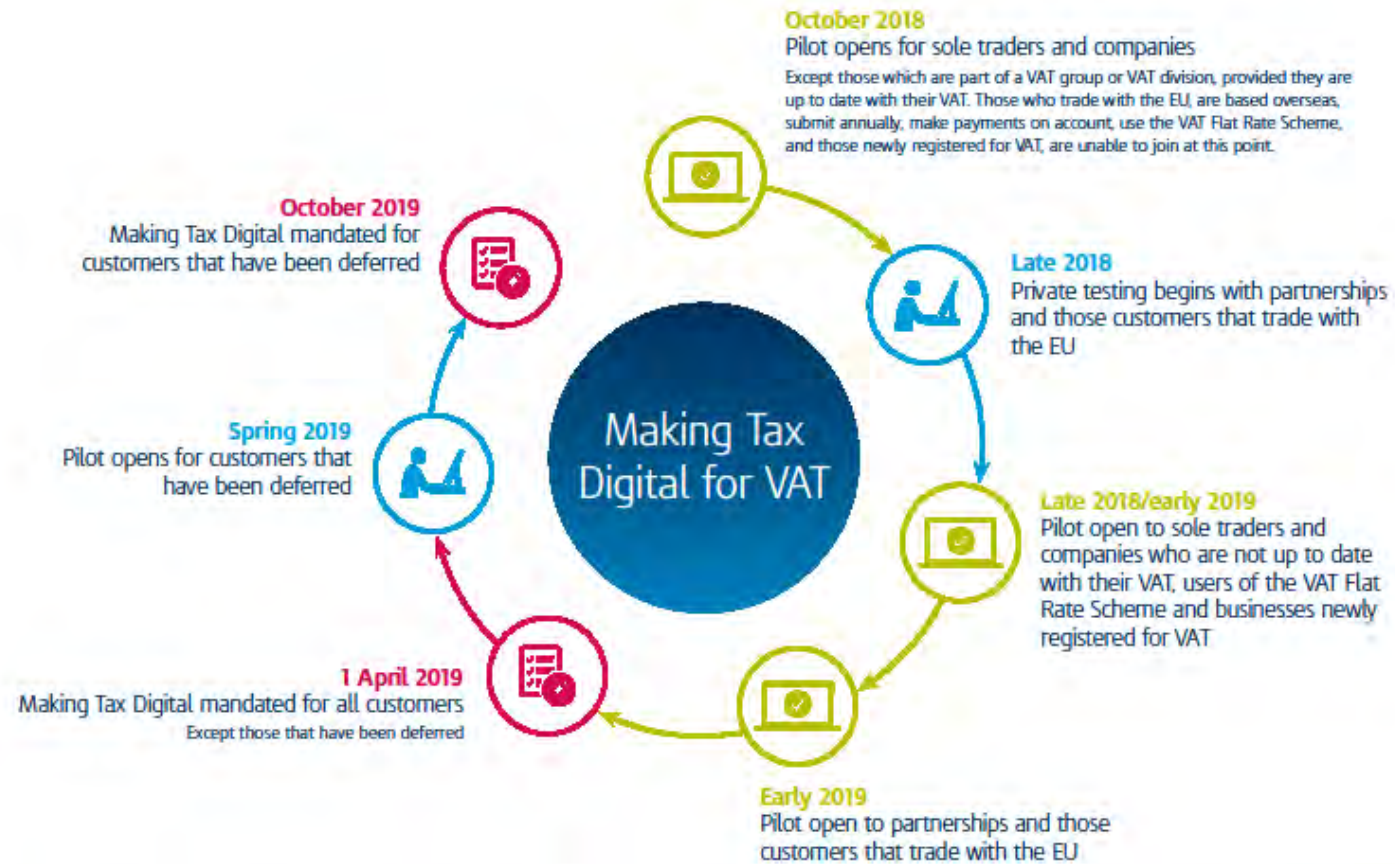 October 2018
Pilot opens for sole traders and companies
Except those which are part of a VAT group or VAT division, provided they are
up to date with their VAT. Those who trade with the EU, are based overseas,
submit annually, make payments on account, use the VAT Flat Rate Scheme,
and those newly registered for VAT, are unable to join at this point.
Late 2018
Private testing begins with partnerships
and those customers that trade with
the EU
Late 2018/early 2019
Pilot open to sole traders and
companies who are not up to date
with their VAT, users of the VAT Flat
Rate Scheme and businesses newly
registered for VAT
Early 2019
Pilot open to partnerships and those
customers that trade with the EU
1 April 2019
Making Tax Digital mandated for all customers
Except those that have been deferred
Spring 2019
Pilot opens for customers that
have been deferred
October 2019
Making Tax Digital mandated for
customers that have been deferred
Making Tax
Digital for VAT